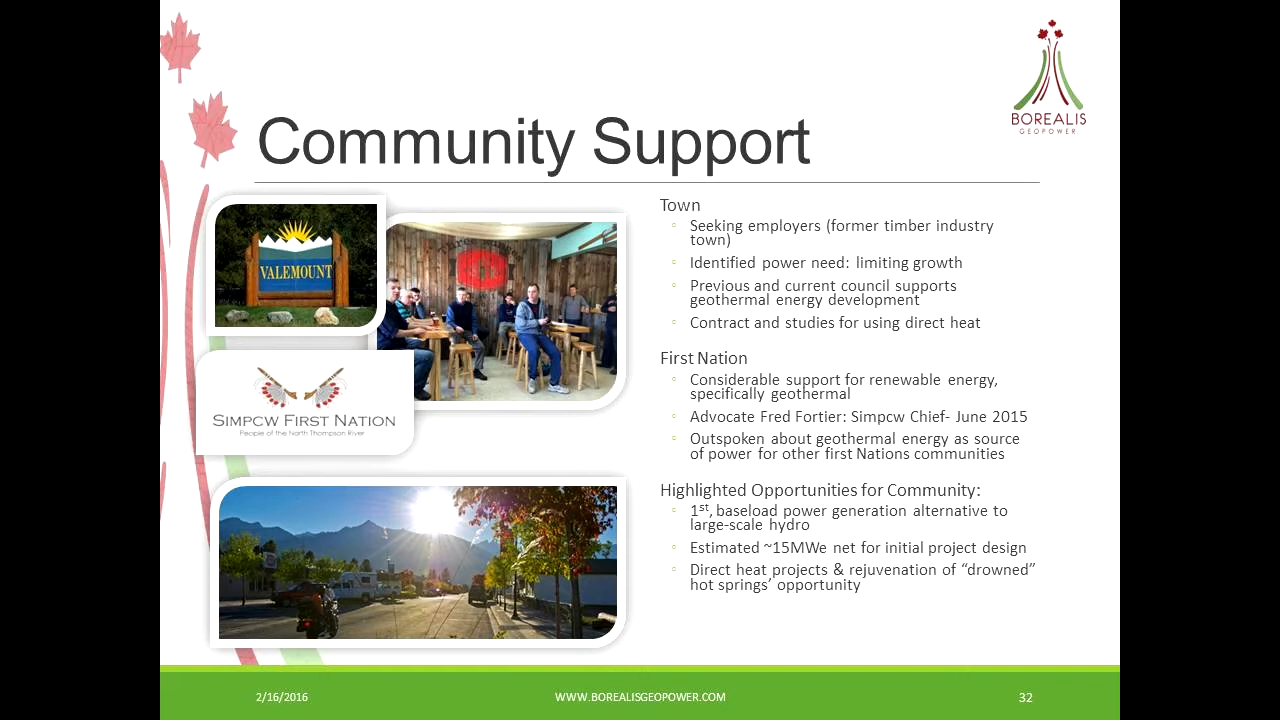 BOREALIS
GEOPOWER
Community Support
VALEMOUNT
SIMPCW FIRST NATION
People of the North Thompson River
Town
◦ Seeking employers (former timber industry
town)
◦ Identified power need: limiting growth
◦ Previous and current council supports
geothermal energy development
◦ Contract and studies for using direct heat
First Nation
◦ Considerable support for renewable energy,
specifically geothermal
◦ Advocate Fred Fortier: Simpcw Chief- June 2015
◦ Outspoken about geothermal energy as source
of power for other first Nations communities
Highlighted Opportunities for Community:
◦ 1st, baseload power generation alternative to
large-scale hydro
◦ Estimated ~15MWe net for initial project design
◦ Direct heat projects & rejuvenation of “drowned”
hot springs’ opportunity
2/16/2016
WWW.BOREALISGEOPOWER.COM
32